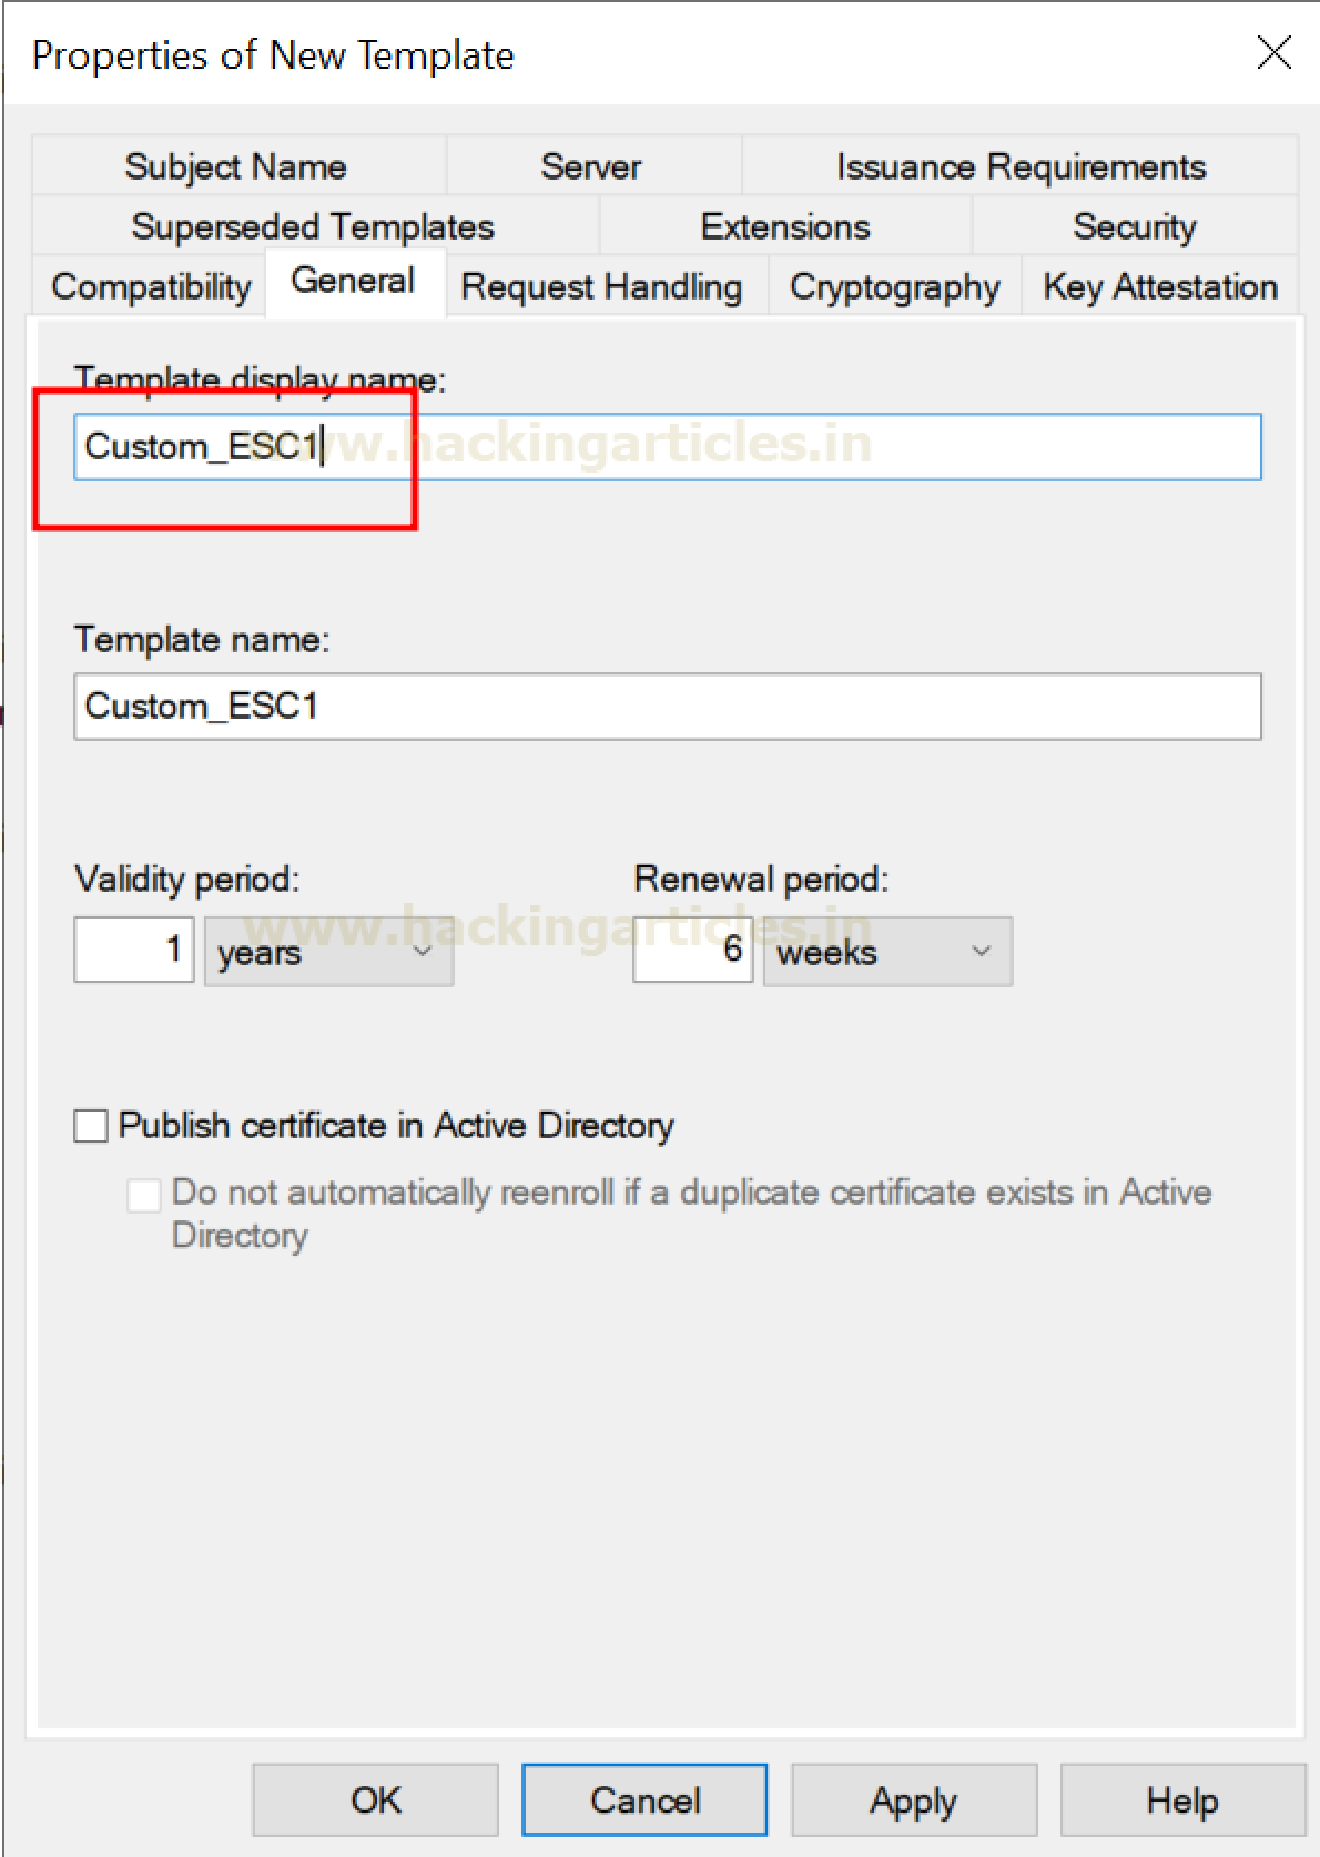 Properties of New Template
Subject Name Server Issuance Requirements
Superseded Templates Extensions Security
Compatibility General Request Handling Cryptography Key Attestation
Template display name:
Custom_ESC1
www.hackingarticles.in
Template name:
Custom_ESC1
Validity period: Renewal period:
www.hackingarticles.in
1 years 6 weeks
Publish certificate in Active Directory
Do not automatically reenroll if a duplicate certificate exists in Active
Directory
OK Cancel Apply Help